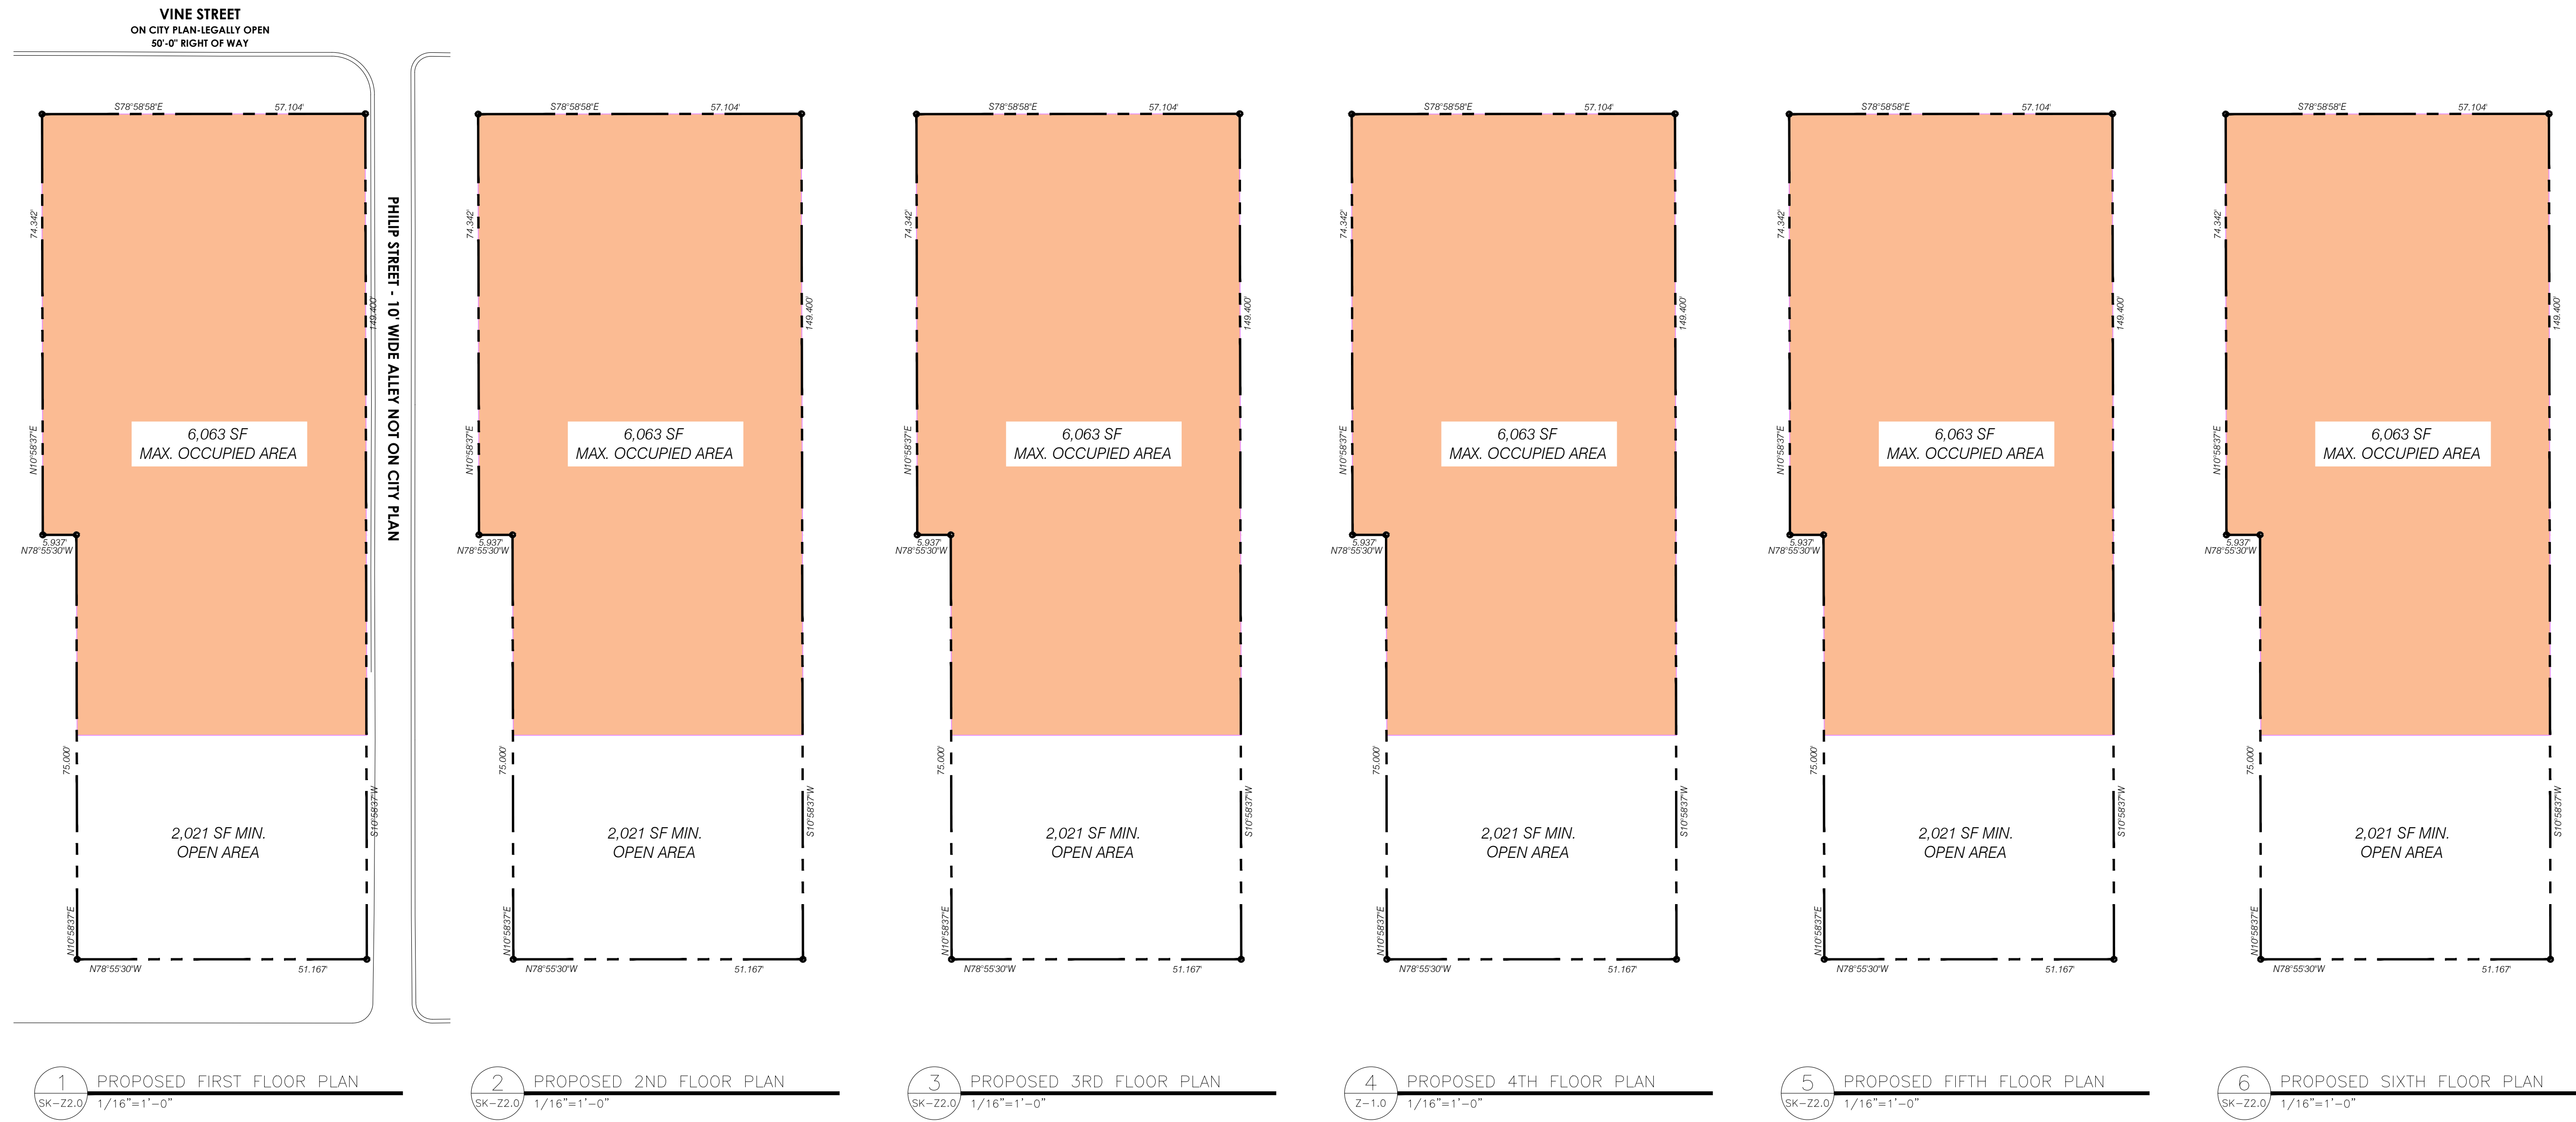 VINE STREET
ON CITY PLAN-LEGALLY OPEN
50'-0" RIGHT OF WAY
PHILIP STREET - 10' WIDE ALLEY NOT ON CITY PLAN
S78°58'58"E
57.104'
74.342'
149.400'
N10°58'37"E
6,063 SF
MAX. OCCUPIED AREA
5.937'
N78°55'30"W
75.000'
S10°58'37"W
2,021 SF MIN.
OPEN AREA
N10°58'37"E
N78°55'30"W
51.167'
1
SK-Z2.0
PROPOSED FIRST FLOOR PLAN
1/16"=1'-0"
S78°58'58"E
57.104'
74.342'
149.400'
N10°58'37"E
6,063 SF
MAX. OCCUPIED AREA
5.937'
N78°55'30"W
75.000'
S10°58'37"W
2,021 SF MIN.
OPEN AREA
N10°58'37"E
N78°55'30"W
51.167'
2
SK-Z2.0
PROPOSED 2ND FLOOR PLAN
1/16"=1'-0"
S78°58'58"E
57.104'
74.342'
149.400'
N10°58'37"E
6,063 SF
MAX. OCCUPIED AREA
5.937'
N78°55'30"W
75.000'
S10°58'37"W
2,021 SF MIN.
OPEN AREA
N10°58'37"E
N78°55'30"W
51.167'
3
SK-Z2.0
PROPOSED 3RD FLOOR PLAN
1/16"=1'-0"
S78°58'58"E
57.104'
74.342'
149.400'
N10°58'37"E
6,063 SF
MAX. OCCUPIED AREA
5.937'
N78°55'30"W
75.000'
S10°58'37"W
2,021 SF MIN.
OPEN AREA
N10°58'37"E
N78°55'30"W
51.167'
4
Z-1.0
PROPOSED 4TH FLOOR PLAN
1/16"=1'-0"
S78°58'58"E
57.104'
74.342'
149.400'
N10°58'37"E
6,063 SF
MAX. OCCUPIED AREA
5.937'
N78°55'30"W
75.000'
S10°58'37"W
2,021 SF MIN.
OPEN AREA
N10°58'37"E
N78°55'30"W
51.167'
5
SK-Z2.0
PROPOSED FIFTH FLOOR PLAN
1/16"=1'-0"
S78°58'58"E
57.104'
74.342'
149.400'
N10°58'37"E
6,063 SF
MAX. OCCUPIED AREA
5.937'
N78°55'30"W
75.000'
S10°58'37"W
2,021 SF MIN.
OPEN AREA
N10°58'37"E
N78°55'30"W
51.167'
6
SK-Z2.0
PROPOSED SIXTH FLOOR PLAN
1/16"=1'-0"